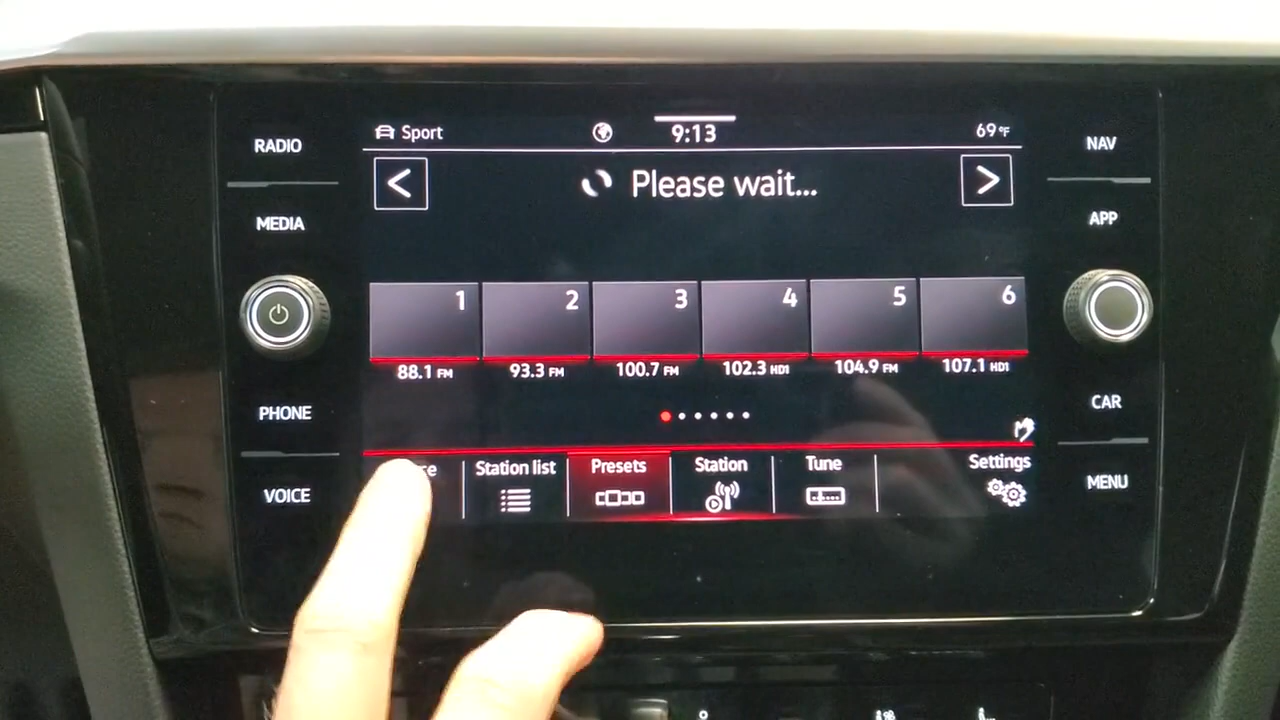 RADIO
MEDIA
PHONE
VOICE
Sport
9:13
69°F
<
Please wait...
>
1 2 3 4 5 6
88.1 FM 93.3 FM 100.7 FM 102.3 HD1 104.9 FM 107.1 HD1
Station list Presets Station Tune Settings
NAV
APP
CAR
MENU